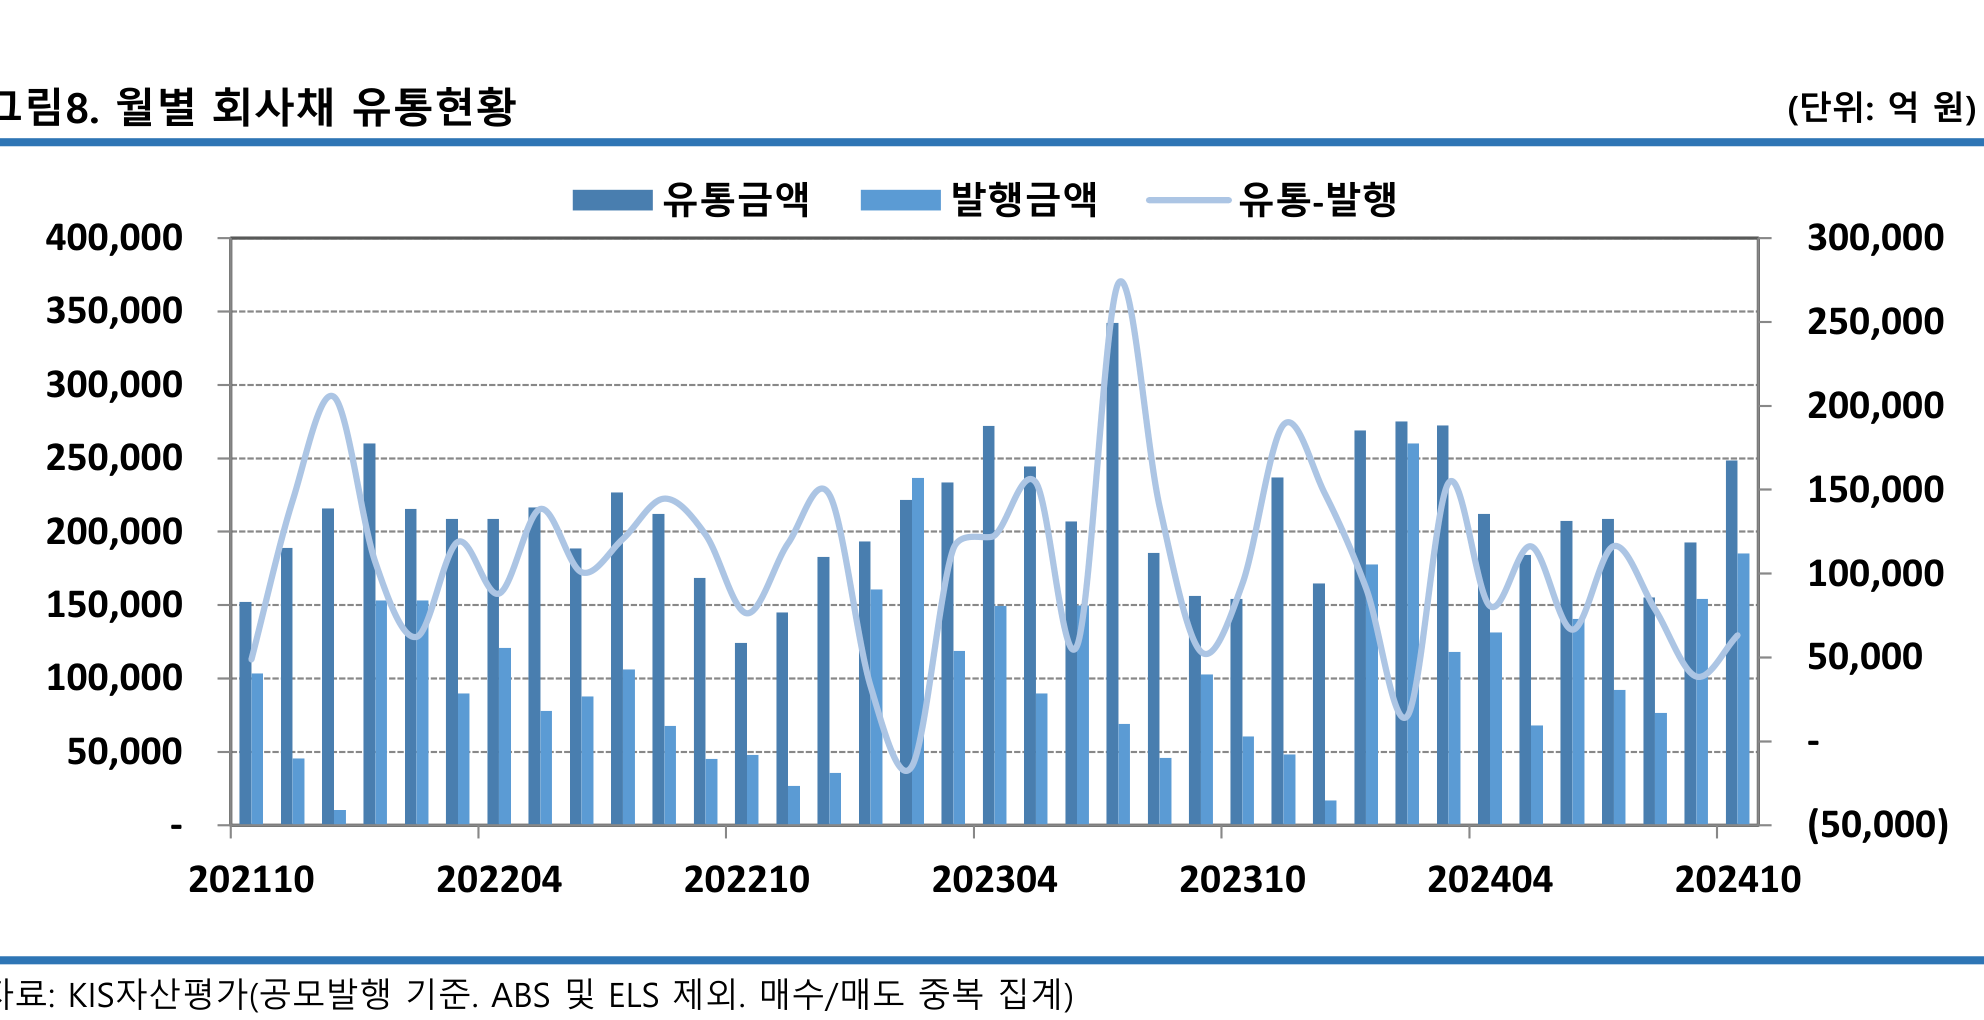 그림8. 월별 회사채 유통현황
(단위: 억 원)
유통금액 발행금액 유통-발행
400,000 300,000
350,000 250,000
300,000 200,000
250,000 150,000
200,000 100,000
150,000 50,000
100,000 -
50,000 (50,000)
-
202110 202204 202210 202304 202310 202404 202410
자료: KIS자산평가(공모발행 기준. ABS 및 ELS 제외. 매수/매도 중복 집계)